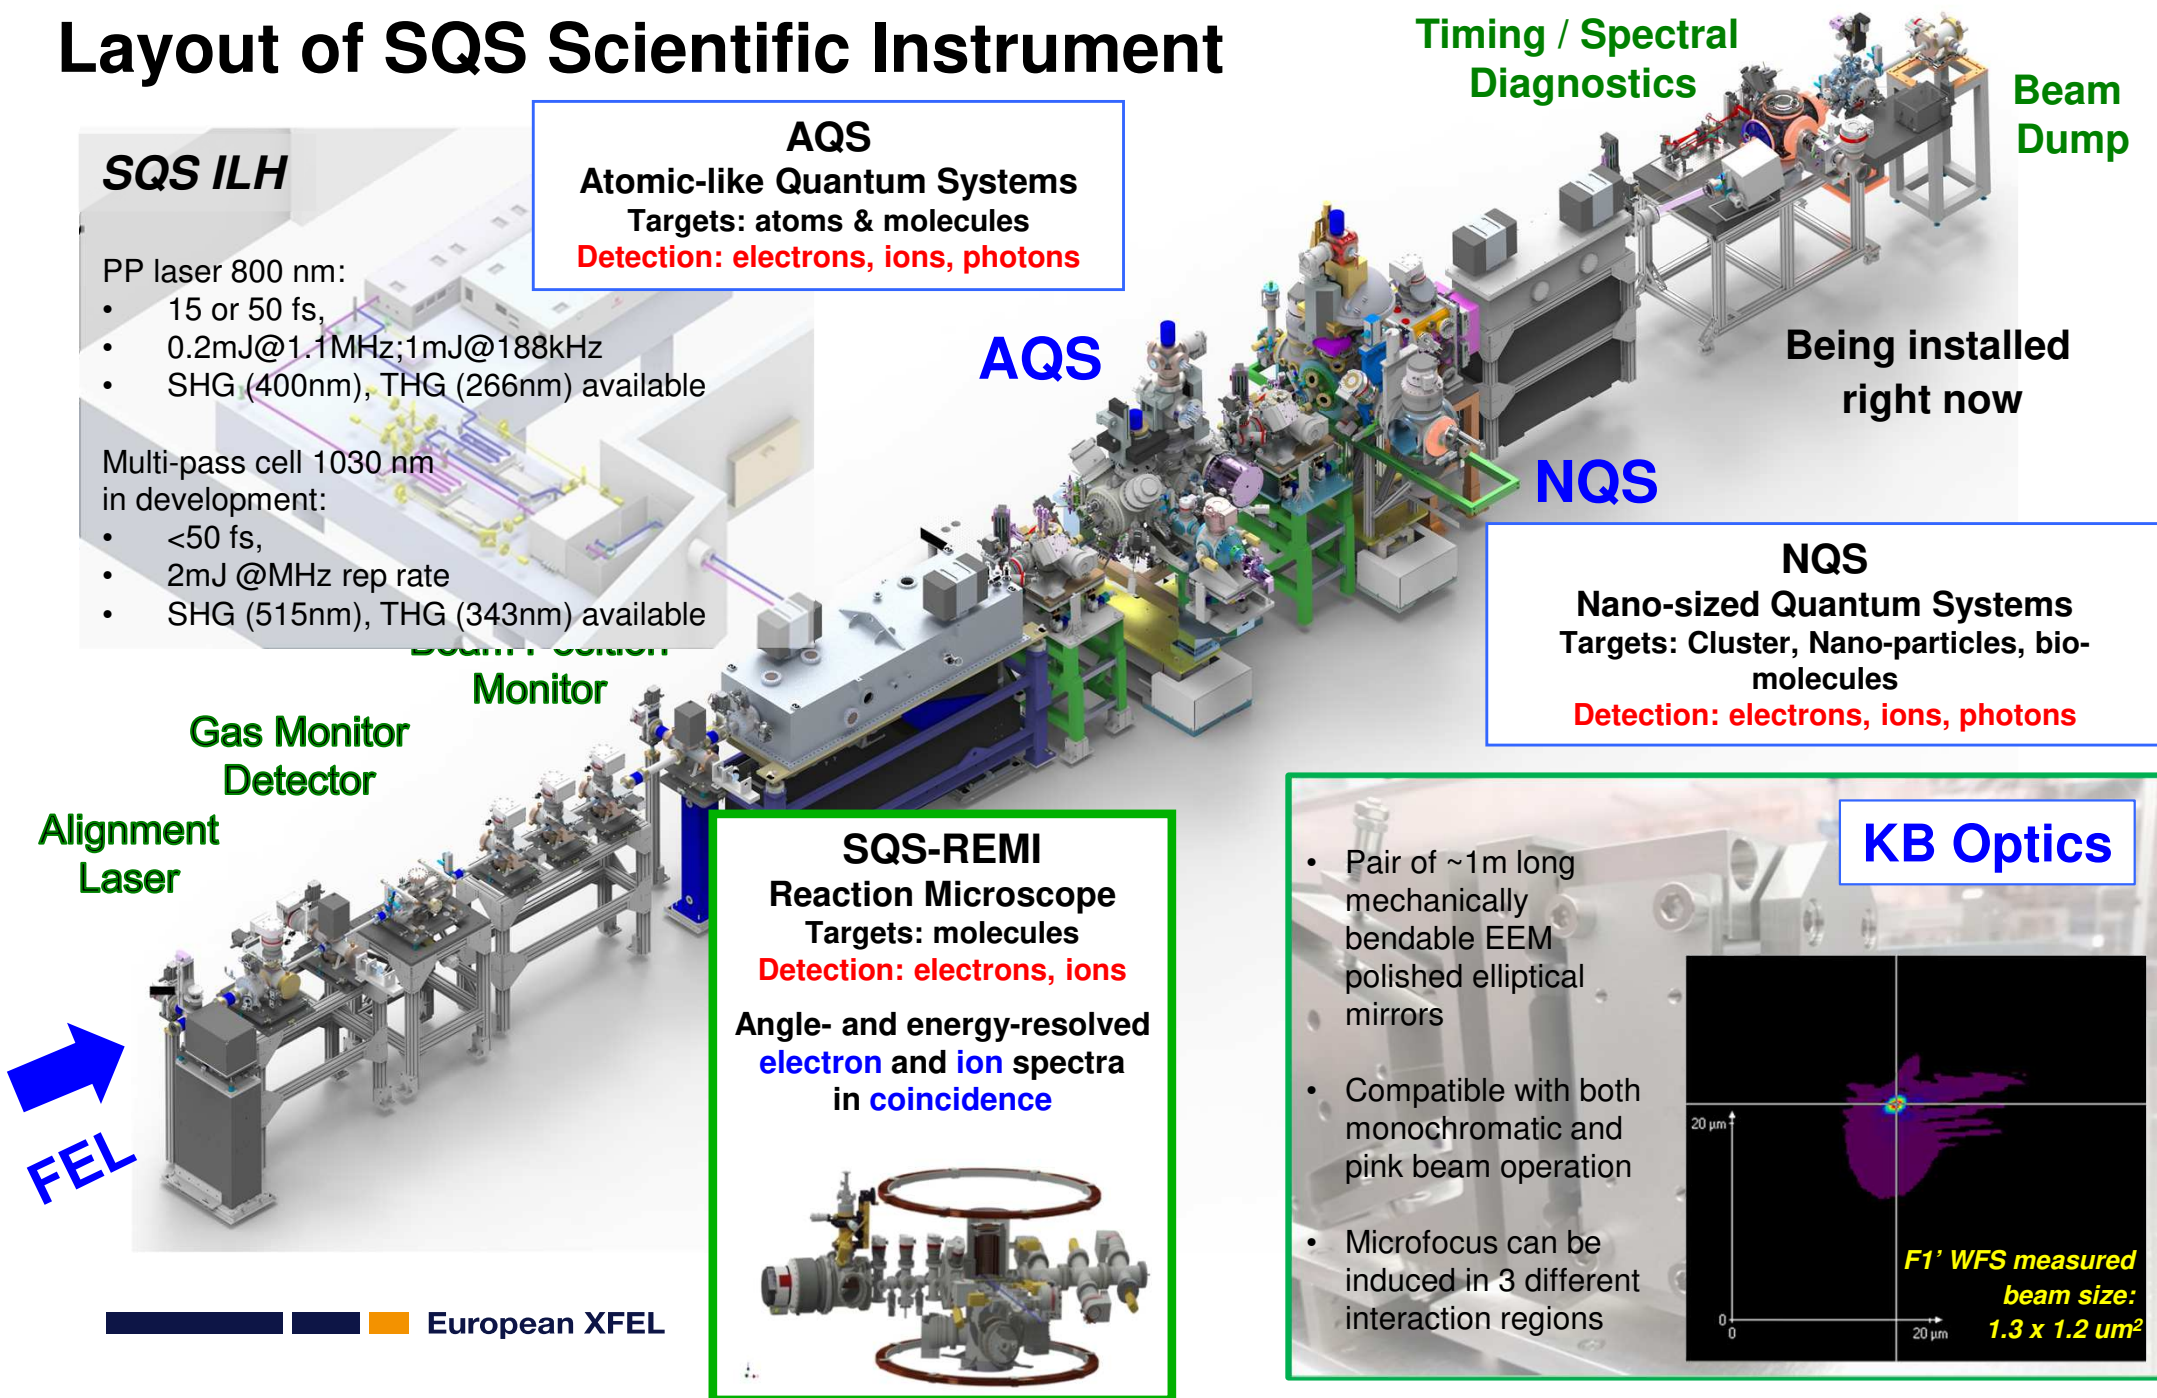 Layout of SQS Scientific Instrument
Timing / Spectral
Diagnostics
Beam
Dump
SQS ILH
PP laser 800 nm:
• 15 or 50 fs,
• 0.2mJ@1.1MHz;1mJ@188kHz
• SHG (400nm), THG (266nm) available
Multi-pass cell 1030 nm
in development:
• <50 fs,
• 2mJ @MHz rep rate
• SHG (515nm), THG (343nm) available
AQS
Atomic-like Quantum Systems
Targets: atoms & molecules
Detection: electrons, ions, photons
AQS
Being installed
right now
NQS
NQS
Nano-sized Quantum Systems
Targets: Cluster, Nano-particles, bio-
molecules
Detection: electrons, ions, photons
Beam Position
Monitor
Gas Monitor
Detector
Alignment
Laser
FEL
SQS-REMI
Reaction Microscope
Targets: molecules
Detection: electrons, ions
Angle- and energy-resolved
electron and ion spectra
in coincidence
KB Optics
• Pair of ~1m long
mechanically
bendable EEM
polished elliptical
mirrors
• Compatible with both
monochromatic and
pink beam operation
• Microfocus can be
induced in 3 different
interaction regions
20 µm
0
0
20 µm
F1' WFS measured
beam size:
1.3 x 1.2 um²
European XFEL